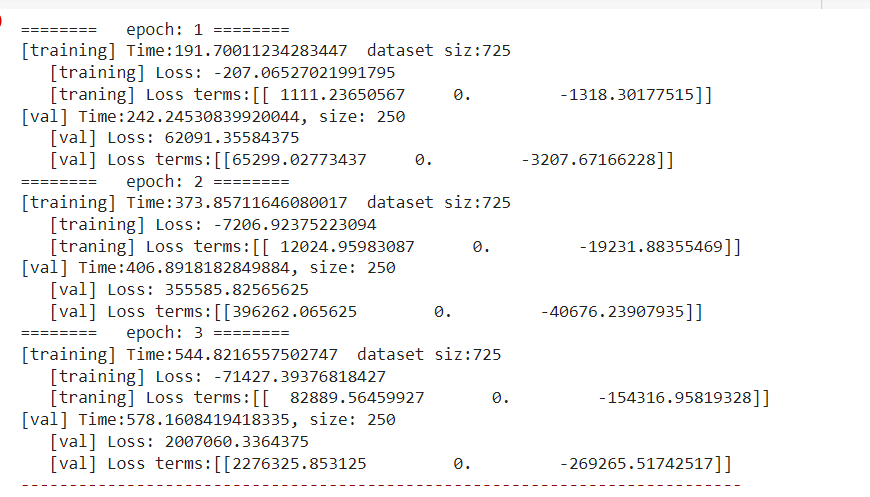 ======== epoch: 1 ========
[training] Time:191.70011234283447 dataset siz:725
[training] Loss: -207.06527021991795
[traning] Loss terms:[[ 1111.23650567 0. -1318.30177515]]
[val] Time:242.24530839920044, size: 250
[val] Loss: 62091.35584375
[val] Loss terms:[[65299.02773437 0. -3207.67166228]]
======== epoch: 2 ========
[training] Time:373.85711646080017 dataset siz:725
[training] Loss: -7206.92375223094
[traning] Loss terms:[[ 12024.95983087 0. -19231.88355469]]
[val] Time:406.8918182849884, size: 250
[val] Loss: 355585.82565625
[val] Loss terms:[[396262.065625 0. -40676.23907935]]
======== epoch: 3 ========
[training] Time:544.8216557502747 dataset siz:725
[training] Loss: -71427.39376818427
[traning] Loss terms:[[ 82889.56459927 0. -154316.95819328]]
[val] Time:578.1608419418335, size: 250
[val] Loss: 2007060.3364375
[val] Loss terms:[[2276325.853125 0. -269265.51742517]]
---------------------------------------------------------------------------